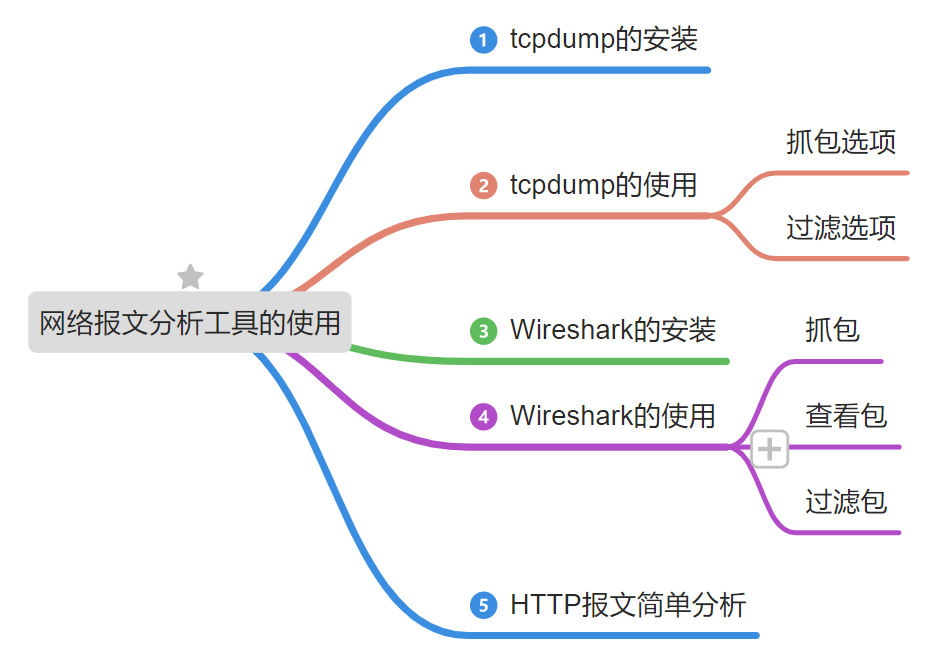 网络报文分析工具的使用
1 tcpdump的安装
2 tcpdump的使用
抓包选项
过滤选项
3 Wireshark的安装
4 Wireshark的使用
抓包
查看包
过滤包
5 HTTP报文简单分析